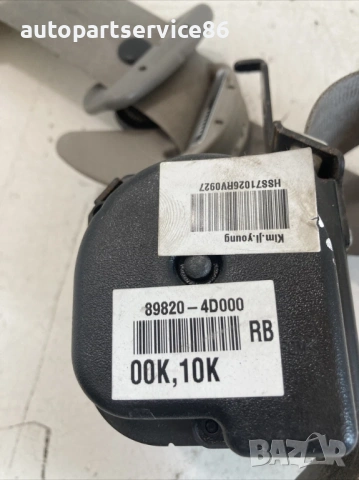 autopartservice86
HSS71026RV0927
Kim.ji.young
89820-4D000
RB
00K,10K
BAZAR